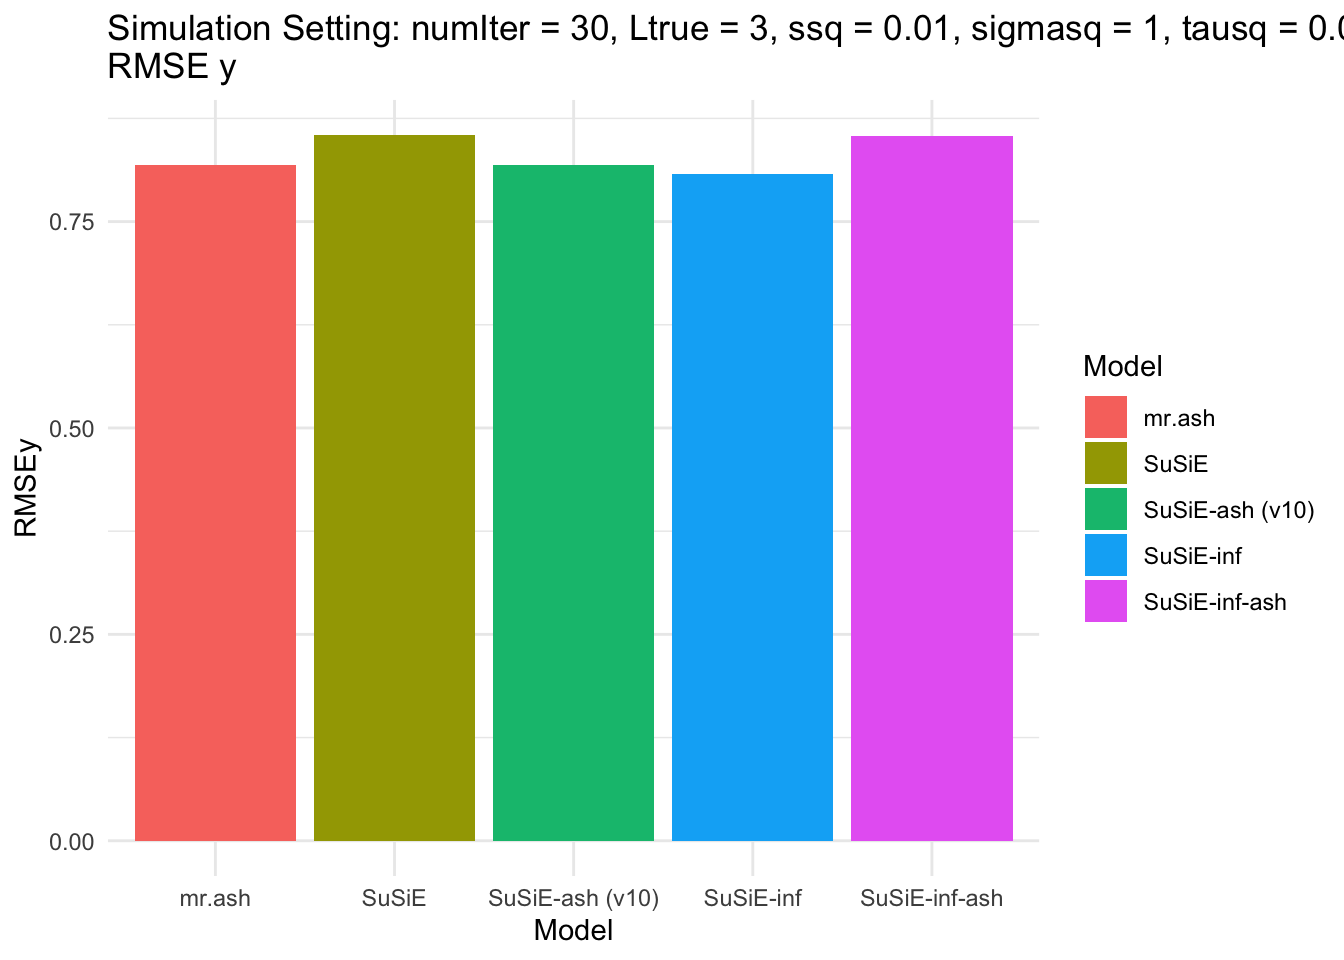 Simulation Setting: numIter = 30, Ltrue = 3, ssq = 0.01, sigmasq = 1, tausq = 0.0
RMSE y
RMSEy
0.75
0.50
0.25
0.00
mr.ash
SuSiE
SuSiE-ash (v10)
SuSiE-inf
SuSiE-inf-ash
Model
Model
mr.ash
SuSiE
SuSiE-ash (v10)
SuSiE-inf
SuSiE-inf-ash